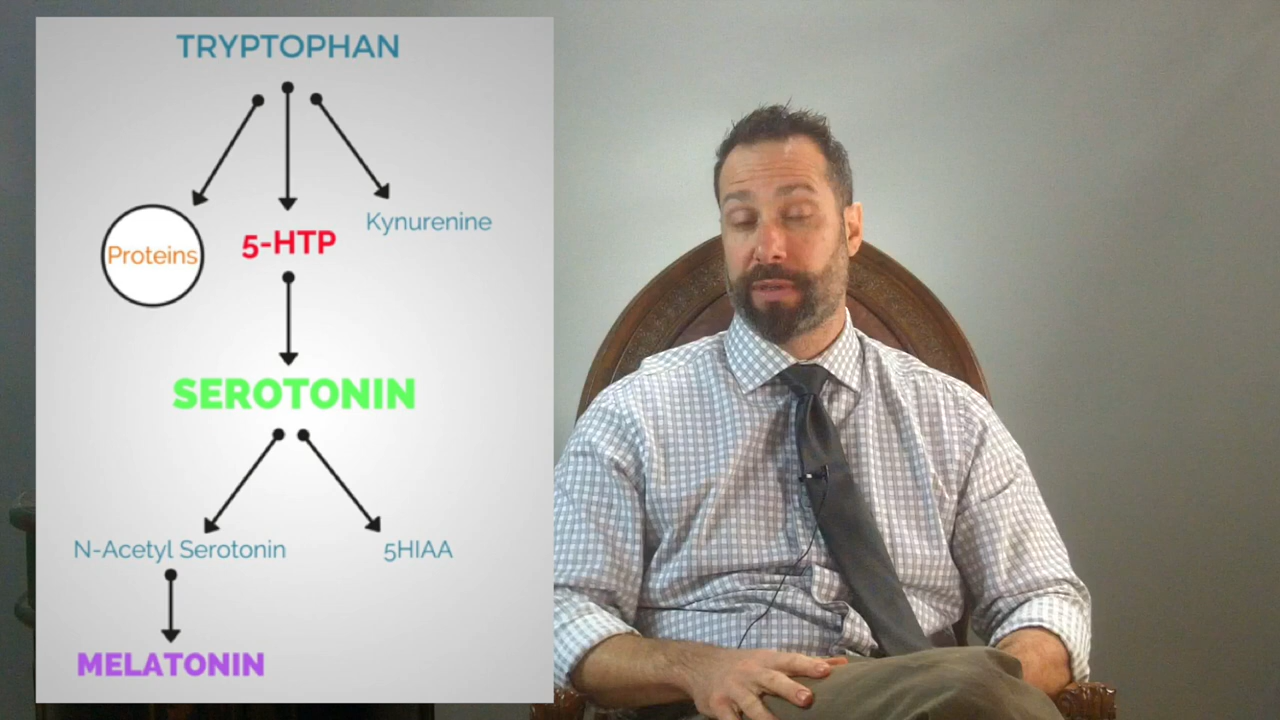 TRYPTOPHAN
Proteins
5-HTP
Kynurenine
SEROTONIN
N-Acetyl Serotonin
5HIAA
MELATONIN